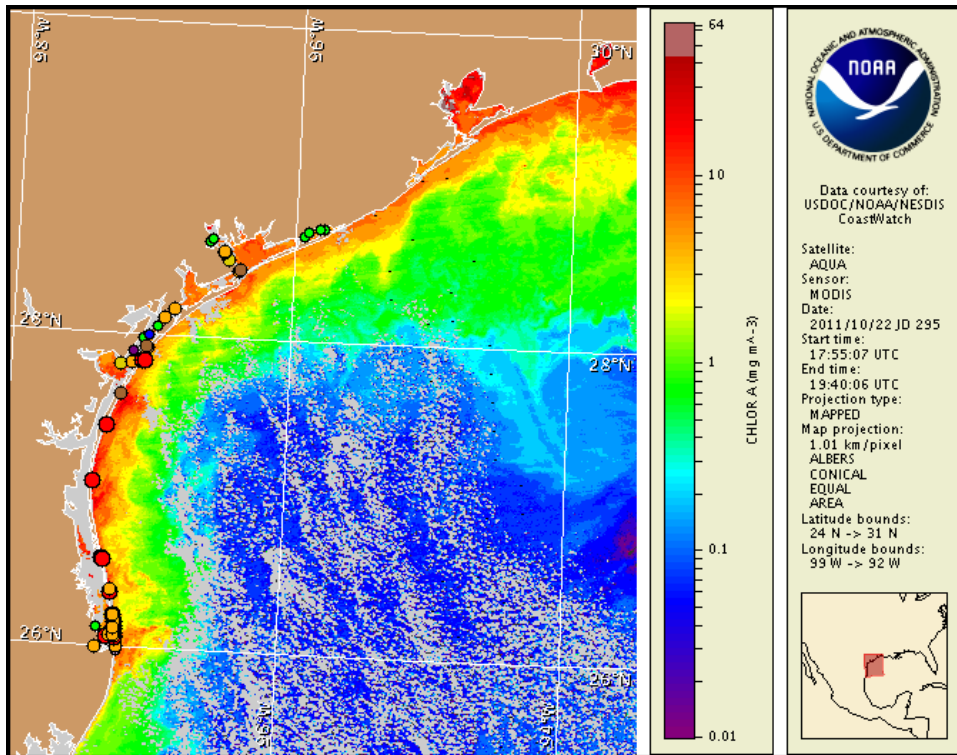 98°W
96°W
30°N
28°N
28°N
26°N
26°N
96°W
94°W
64
10
1
0.1
0.01
CHLOR A (mg m^-3)
NATIONAL OCEANIC AND ATMOSPHERIC ADMINISTRATION
NOAA
U.S. DEPARTMENT OF COMMERCE
Data courtesy of:
USDOC/NOAA/NESDIS
CoastWatch
Satellite:
AQUA
Sensor:
MODIS
Date:
2011/10/22 JD 295
Start time:
17:55:07 UTC
End time:
19:40:06 UTC
Projection type:
MAPPED
Map projection:
1.01 km/pixel
ALBERS
CONICAL
EQUAL
AREA
Latitude bounds:
24 N -> 31 N
Longitude bounds:
99 W -> 92 W